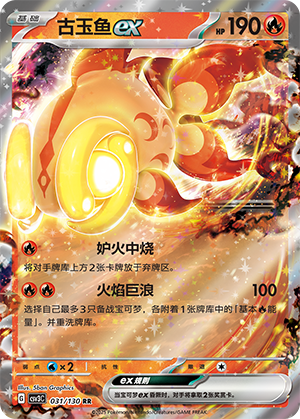 基础 古玉鱼ex HP 190
妒火中烧
将对手牌库上方2张卡牌放于弃牌区。
火焰巨浪 100
选择自己最多3只备战宝可梦，各附着1张牌库中的「基本 能
量」。并重洗牌库。
弱点 ×2 抗性 撤退
Illus. 5ban Graphics
ex规则
G CSV3C 031/130 RR
当宝可梦ex昏厥时，对手将拿取2张奖赏卡。
©2025 Pokémon/Nintendo/Creatures/GAME FREAK.